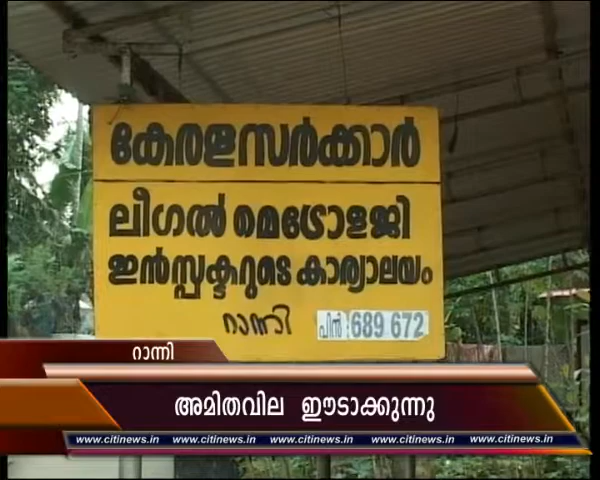 കേരളസർക്കാർ
ലീഗൽ മെട്രോളജി
ഇൻസ്പക്ടറുടെ കാര്യാലയം
റാന്നി പിൻ:689 672
റാന്നി
അമിതവില ഈടാക്കുന്നു
www.citinews.in www.citinews.in www.citinews.in www.citinews.in www.citinews.in